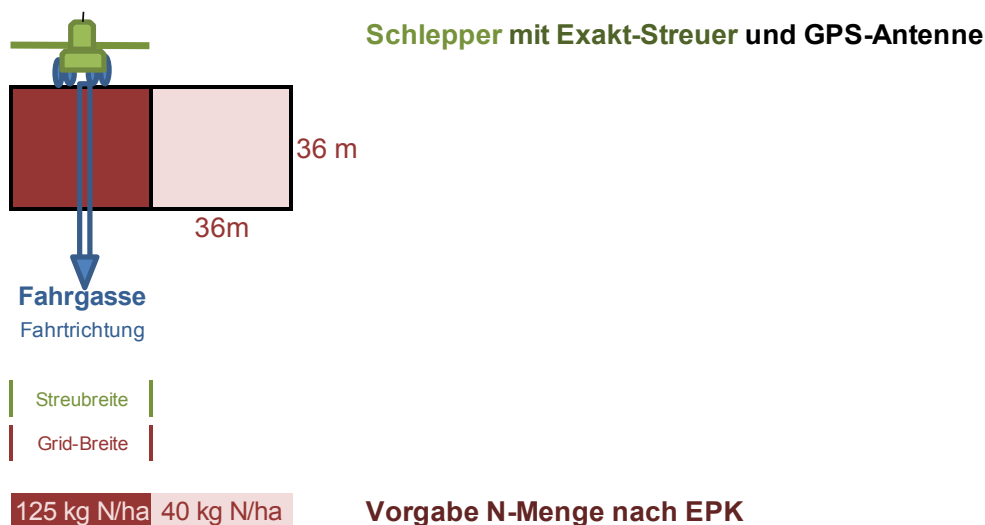 Schlepper mit Exakt-Streuer und GPS-Antenne
36 m
36m
Fahrgasse
Fahrtrichtung
Streubreite
Grid-Breite
125 kg N/ha 40 kg N/ha Vorgabe N-Menge nach EPK